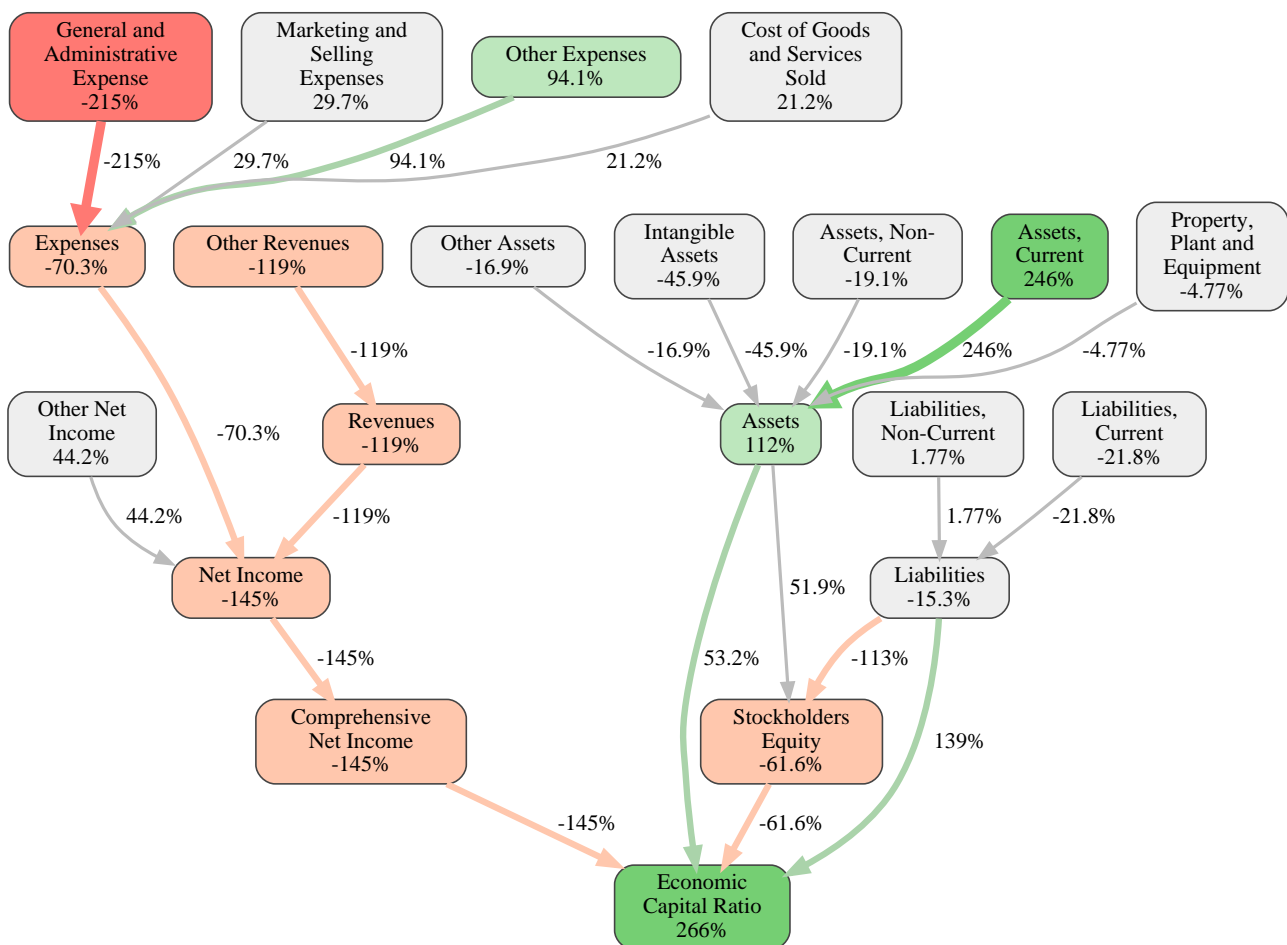 General and
Administrative
Expense
-215%
Marketing and
Selling
Expenses
29.7%
Other Expenses
94.1%
Cost of Goods
and Services
Sold
21.2%
-215%
29.7%
94.1%
21.2%
Expenses
-70.3%
Other Revenues
-119%
Other Assets
-16.9%
Intangible
Assets
-45.9%
Assets, Non-
Current
-19.1%
Assets,
Current
246%
Property,
Plant and
Equipment
-4.77%
-119%
-16.9%
-45.9%
-19.1%
246%
-4.77%
Other Net
Income
44.2%
-70.3%
Revenues
-119%
Assets
112%
Liabilities,
Non-Current
1.77%
Liabilities,
Current
-21.8%
44.2%
-119%
1.77%
-21.8%
Net Income
-145%
51.9%
Liabilities
-15.3%
-145%
53.2%
-113%
Comprehensive
Net Income
-145%
Stockholders
Equity
-61.6%
139%
-145%
-61.6%
Economic
Capital Ratio
266%